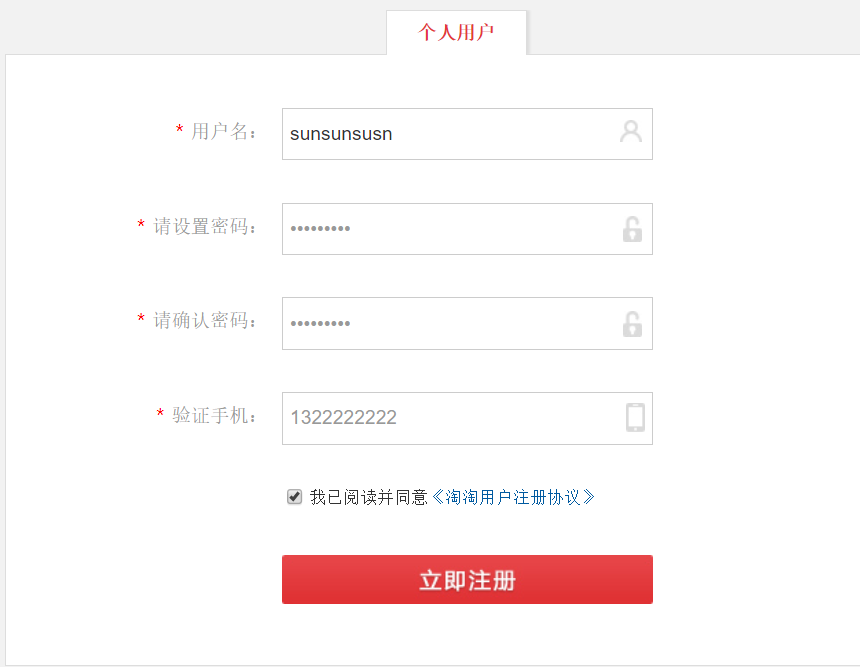 个人用户
* 用户名： sunsunsusn
* 请设置密码： •••••••••
* 请确认密码： •••••••••
* 验证手机： 1322222222
我已阅读并同意《淘淘用户注册协议》
立即注册